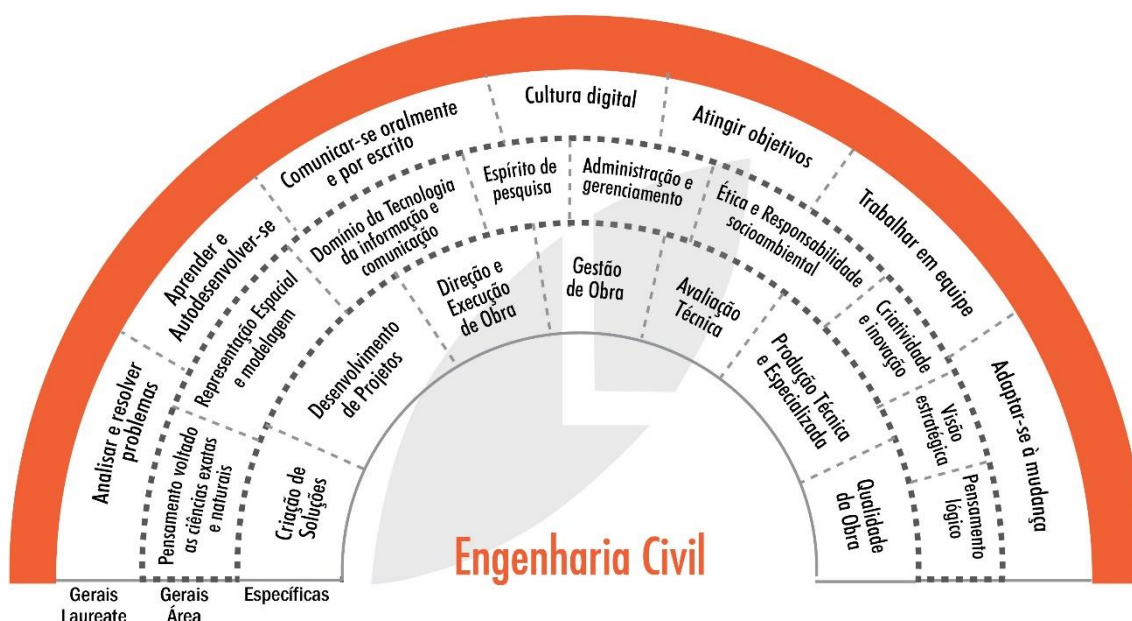 Analisar e resolver
problemas
Aprender e
Autodesenvolver-se
Comunicar-se oralmente
e por escrito
Cultura digital
Atingir objetivos
Trabalhar em equipe
Adaptar-se à mudança
Pensamento voltado
as ciências exatas
e naturais
Representação Espacial
e modelagem
Domínio da Tecnologia
da informação e
comunicação
Espírito de
pesquisa
Administração e
gerenciamento
Ética e Responsabilidade
socioambiental
Criatividade
e inovação
Visão
estratégica
Pensamento
lógico
Criação de
Soluções
Desenvolvimento
de Projetos
Direção e
Execução
de Obra
Gestão
de Obra
Avaliação
Técnica
Produção Técnica
e Especializada
Qualidade
da Obra
Engenharia Civil
Gerais
Laureate
Gerais
Área
Específicas